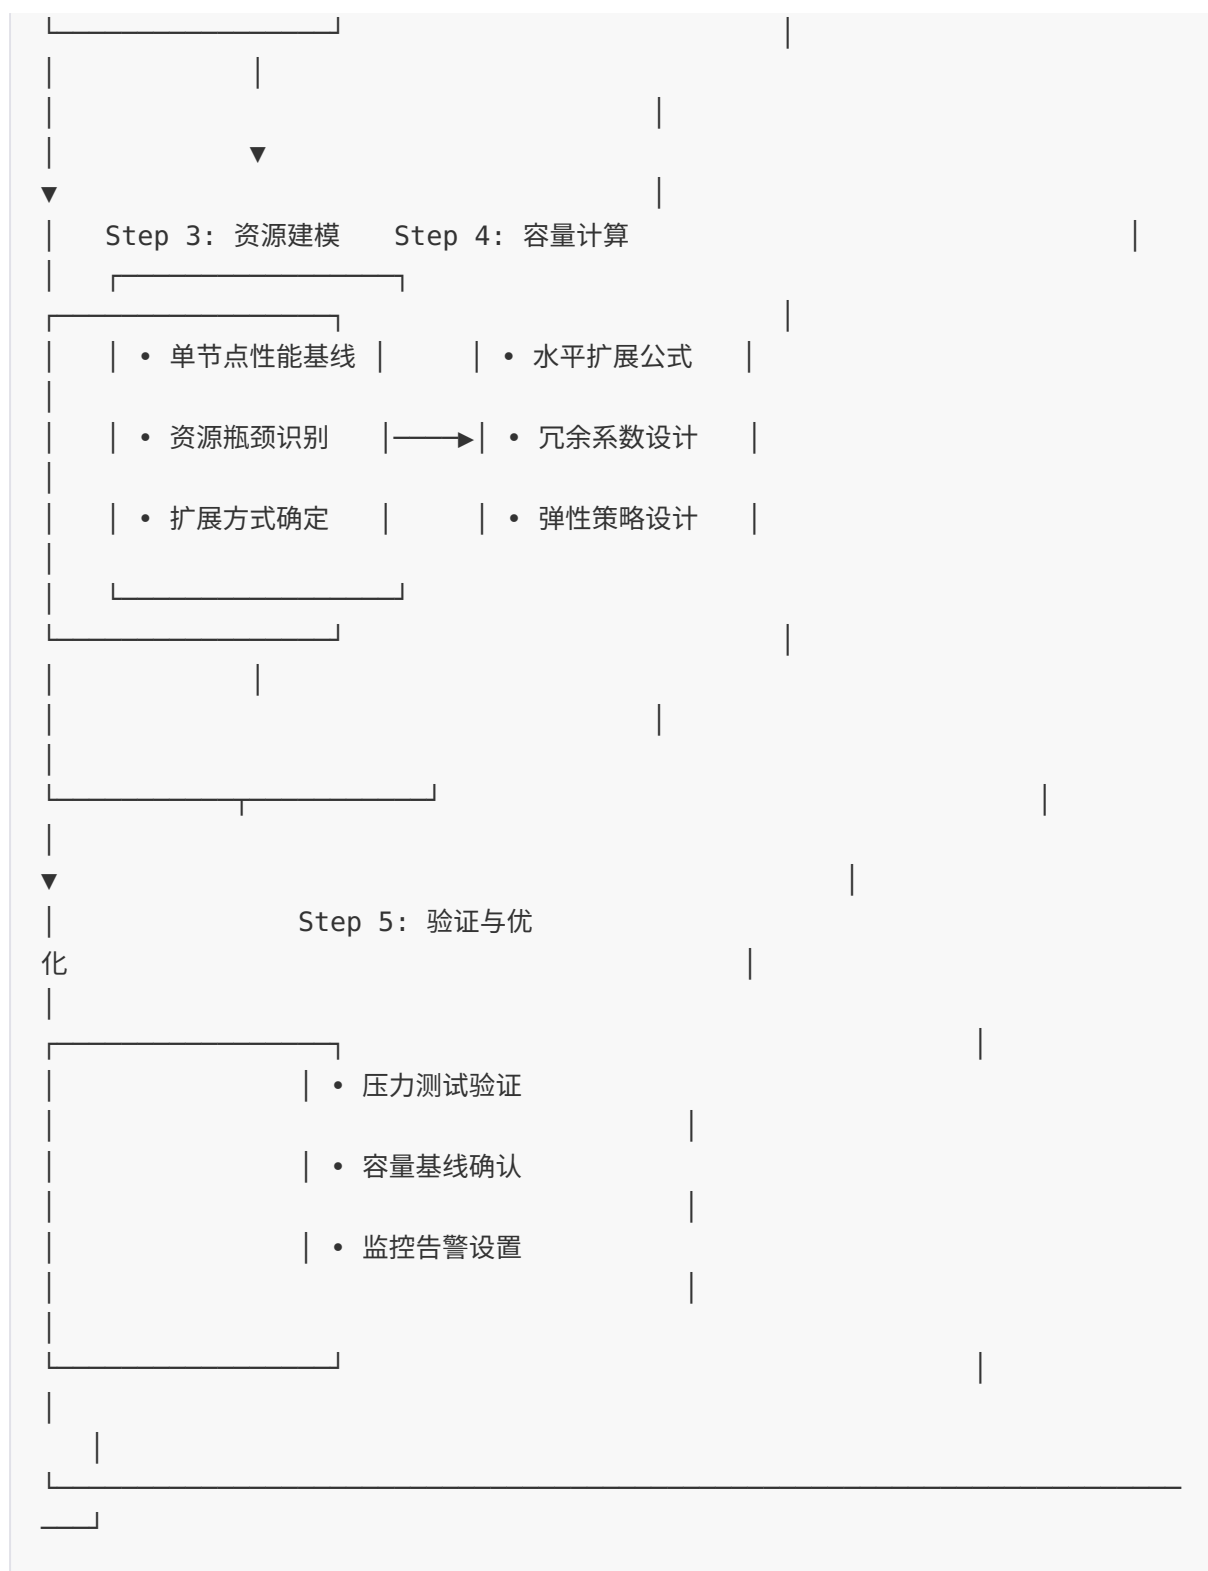 Step 3: 资源建模    Step 4: 容量计算
• 单节点性能基线    • 水平扩展公式
• 资源瓶颈识别    • 冗余系数设计
• 扩展方式确定    • 弹性策略设计
Step 5: 验证与优
化
• 压力测试验证
• 容量基线确认
• 监控告警设置